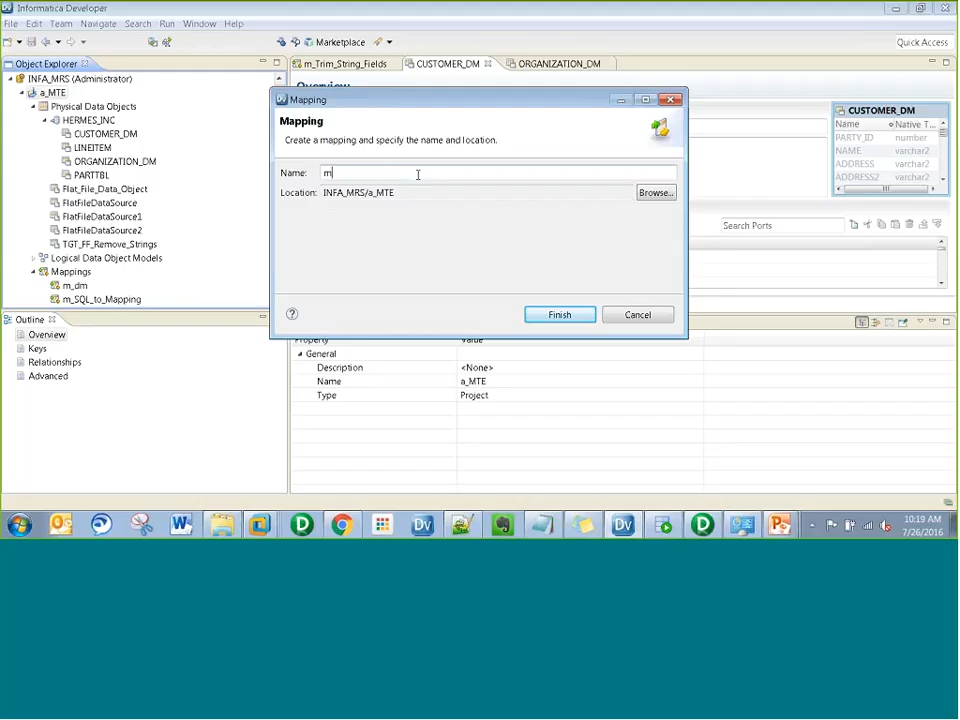 Informatica Developer
File Edit Team Navigate Search Run Window Help
Marketplace
Quick Access
Object Explorer
m_Trim_String_Fields
CUSTOMER_DM
ORGANIZATION_DM
INFA_MRS (Administrator)
a_MTE
Physical Data Objects
HERMES_INC
CUSTOMER_DM
LINEITEM
ORGANIZATION_DM
PARTTBL
Flat_File_Data_Object
FlatFileDataSource
FlatFileDataSource1
FlatFileDataSource2
TGT_FF_Remove_Strings
Logical Data Object Models
Mappings
m_dm
m_SQL_to_Mapping
Overview
Mapping
Mapping
Create a mapping and specify the name and location.
Name: m
Location: INFA_MRS/a_MTE
Browse...
Finish
Cancel
CUSTOMER_DM
Name Native T...
PARTY_ID number
NAME varchar2
ADDRESS varchar2
ADDRESS2 varchar2
Search Ports
Outline
Overview
Keys
Relationships
Advanced
Property Value
General
Description <None>
Name a_MTE
Type Project
10:19 AM
7/26/2016